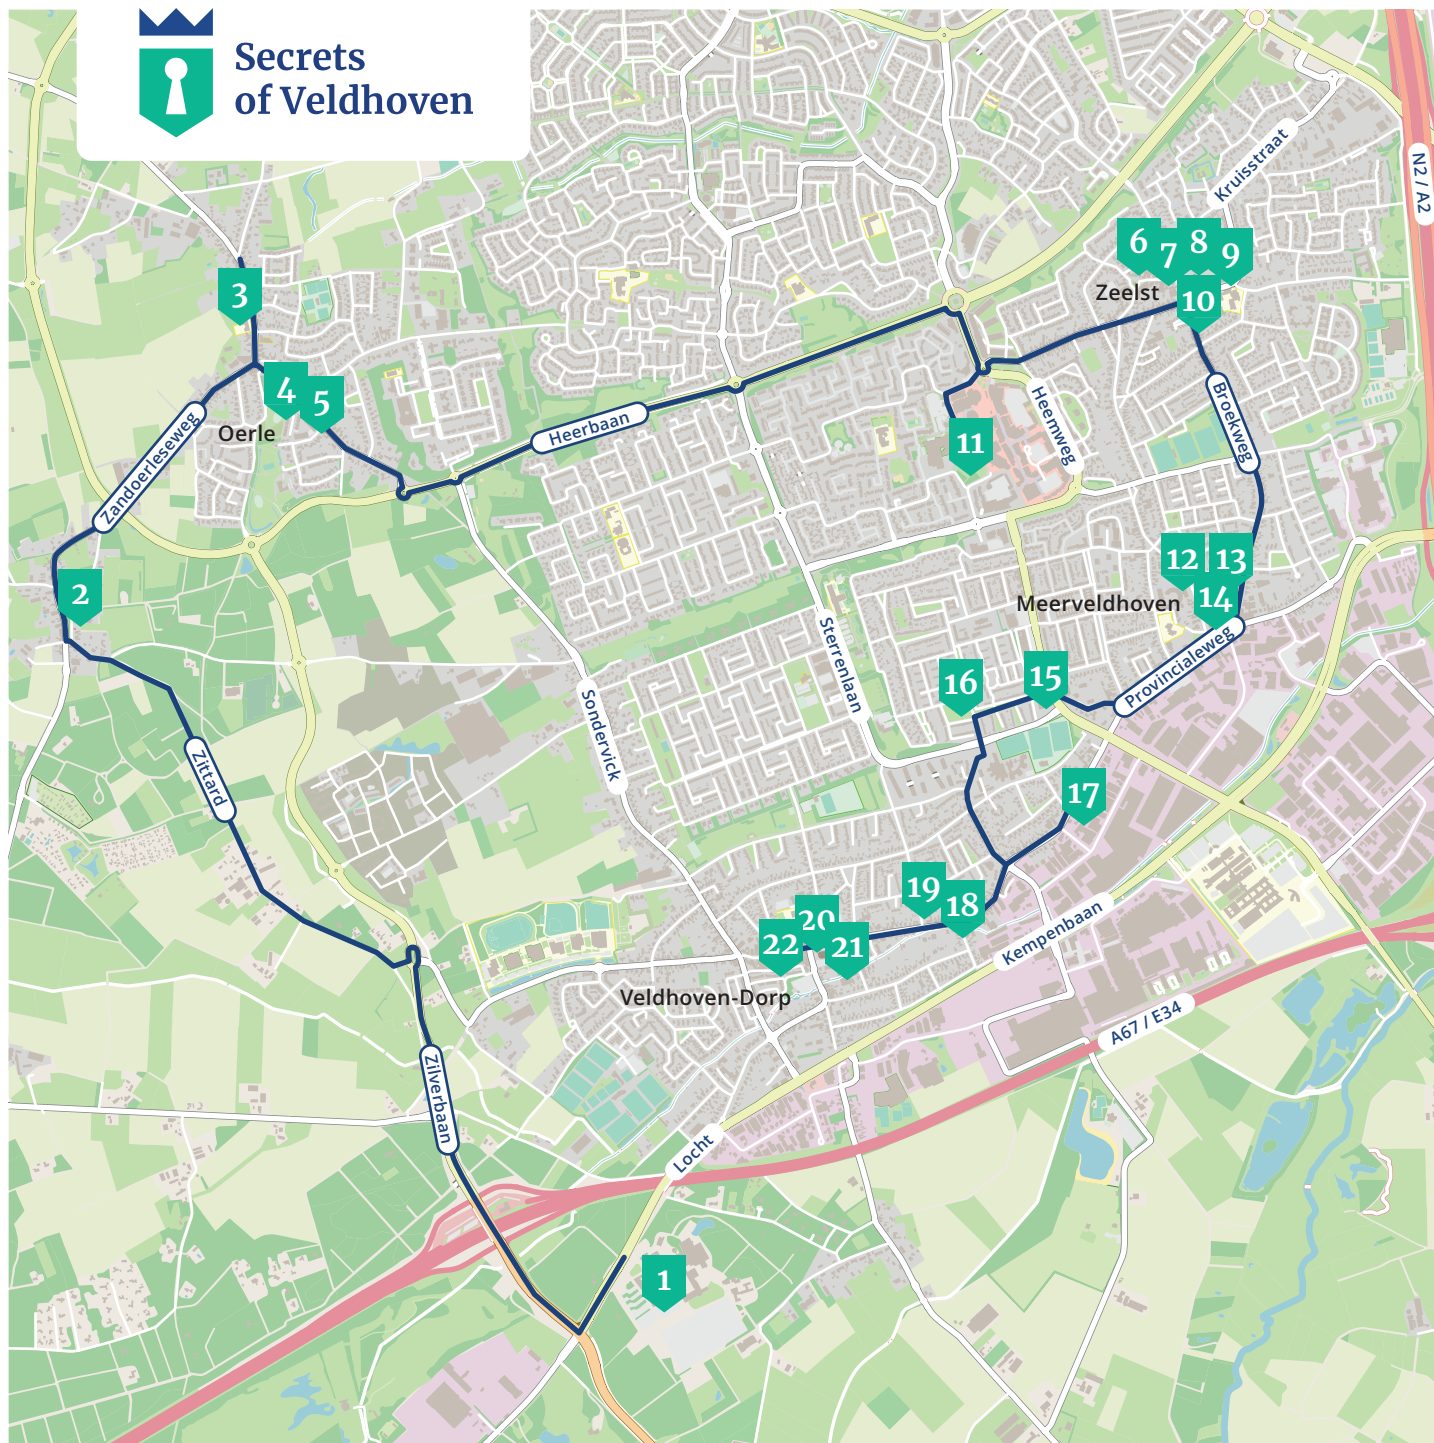 Secrets
of Veldhoven
N2 / A2
Kruisstraat
6
7
8
9
10
Zeelst
3
4
5
Oerle
Zandoerleseweg
Heerbaan
11
Heemweg
Broekweg
2
12
13
14
Meerveldhoven
Provincialeweg
Sterrenlaan
Sondervick
16
15
Zittard
17
19
18
20
22
21
Kempenbaan
Veldhoven-Dorp
A67 / E34
Zilverbaan
Locht
1